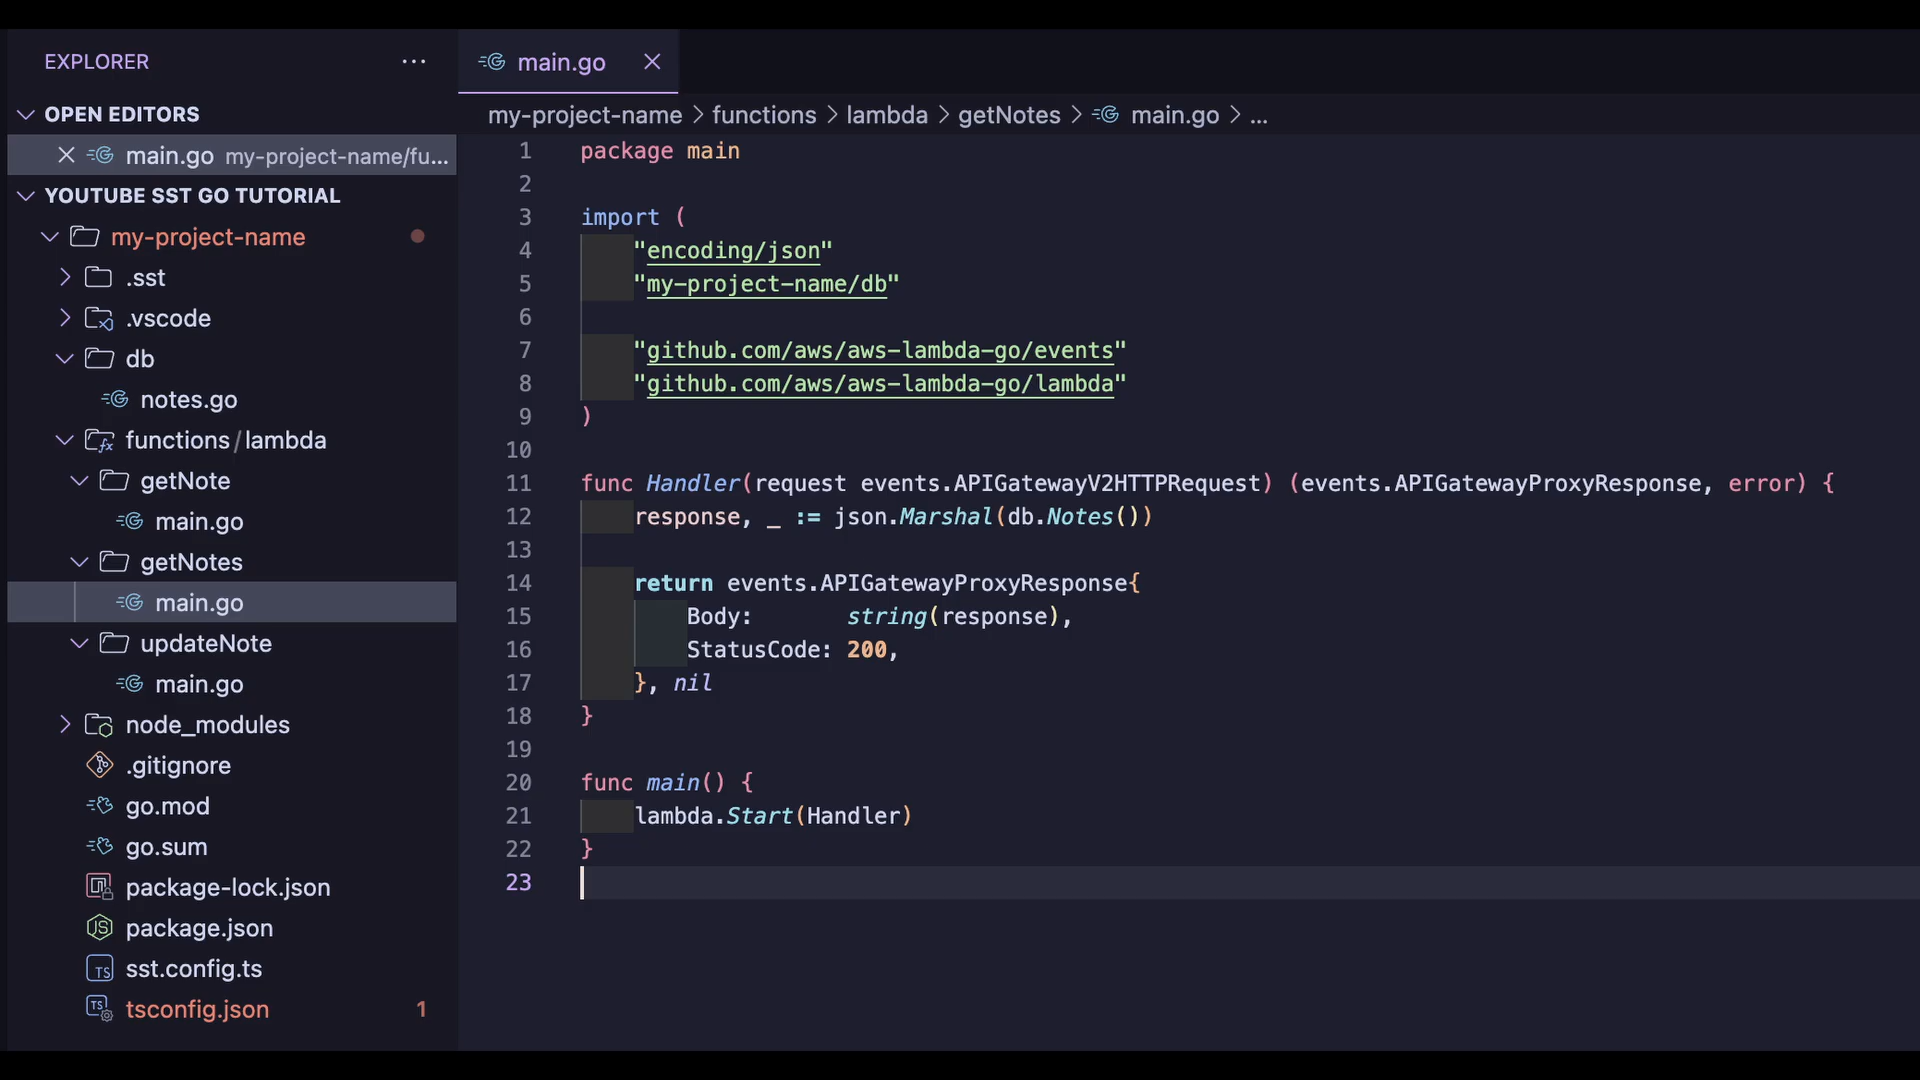 EXPLORER
...
OPEN EDITORS
main.go my-project-name/fu...
YOUTUBE SST GO TUTORIAL
my-project-name
.sst
.vscode
db
notes.go
functions/lambda
getNote
main.go
getNotes
main.go
updateNote
main.go
node_modules
.gitignore
go.mod
go.sum
package-lock.json
package.json
sst.config.ts
tsconfig.json 1
main.go
my-project-name > functions > lambda > getNotes > main.go > ...
1 package main
2
3 import (
4 "encoding/json"
5 "my-project-name/db"
6
7 "github.com/aws/aws-lambda-go/events"
8 "github.com/aws/aws-lambda-go/lambda"
9 )
10
11 func Handler(request events.APIGatewayV2HTTPRequest) (events.APIGatewayProxyResponse, error) {
12 response, _ := json.Marshal(db.Notes())
13
14 return events.APIGatewayProxyResponse{
15 Body: string(response),
16 StatusCode: 200,
17 }, nil
18 }
19
20 func main() {
21 lambda.Start(Handler)
22 }
23